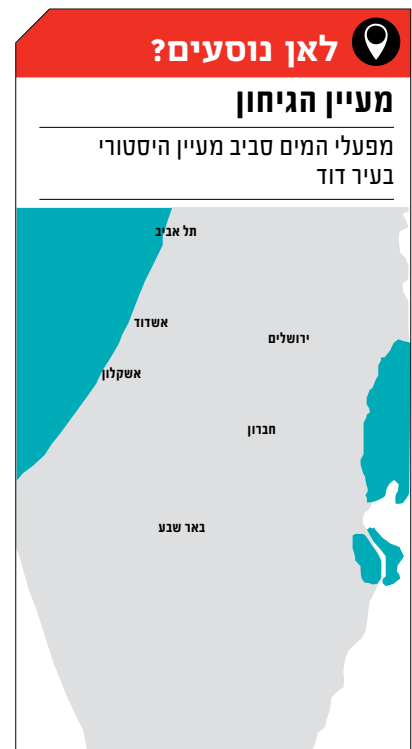 לאן נוסעים?
מעיין הגיחון
מפעלי המים סביב מעיין היסטורי
בעיר דוד
תל אביב
אשדוד
ירושלים
אשקלון
חברון
באר שבע